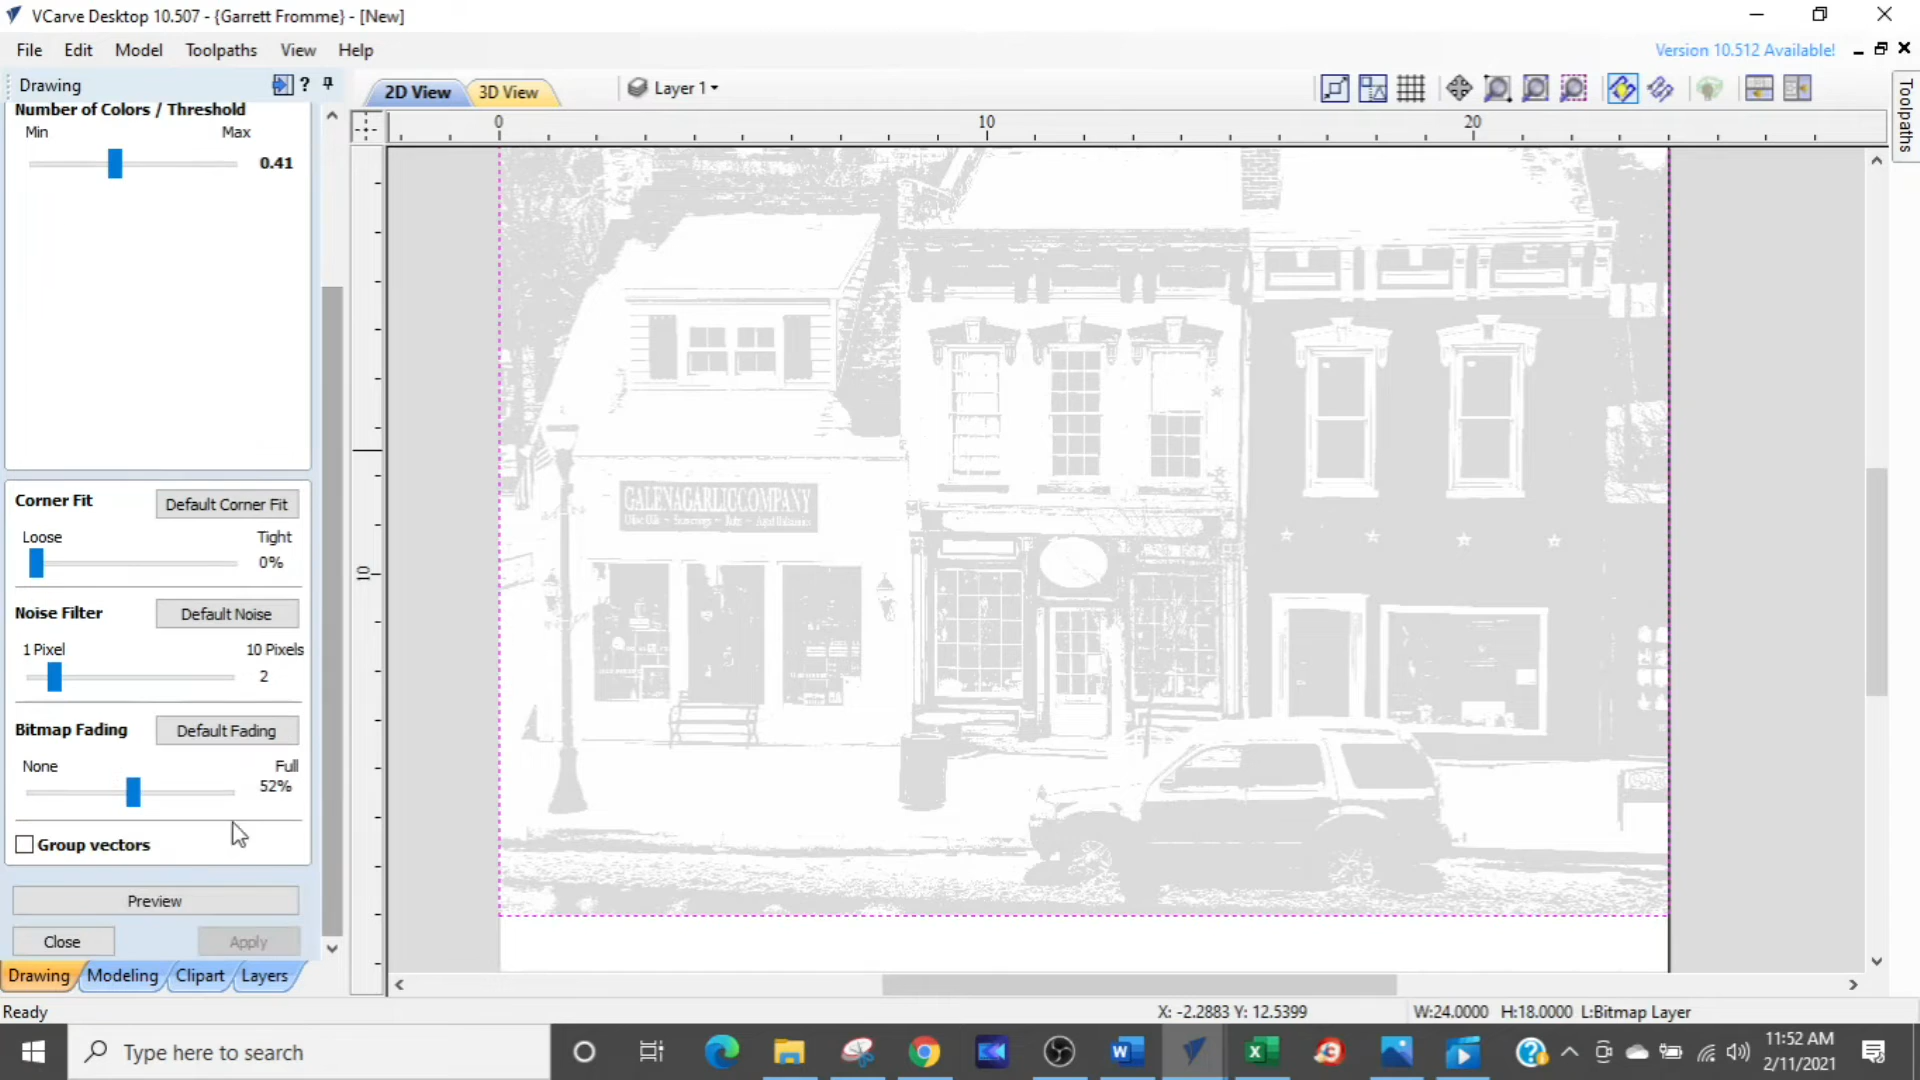 VCarve Desktop 10.507 - {Garrett Fromme} - [New]
File Edit Model Toolpaths View Help
Version 10.512 Available!
Drawing
?
2D View
3D View
Layer 1
Toolpaths
Number of Colors / Threshold
Min Max
0.41
0 10 20
10
Corner Fit
Default Corner Fit
Loose Tight
0%
Noise Filter
Default Noise
1 Pixel 10 Pixels
2
Bitmap Fading
Default Fading
None Full
52%
Group vectors
Preview
Close
Apply
GALENAGARLICCOMPANY
Drawing Modeling Clipart Layers
Ready
X: -2.2883 Y: 12.5399
W:24.0000 H:18.0000 L:Bitmap Layer
Type here to search
11:52 AM
2/11/2021